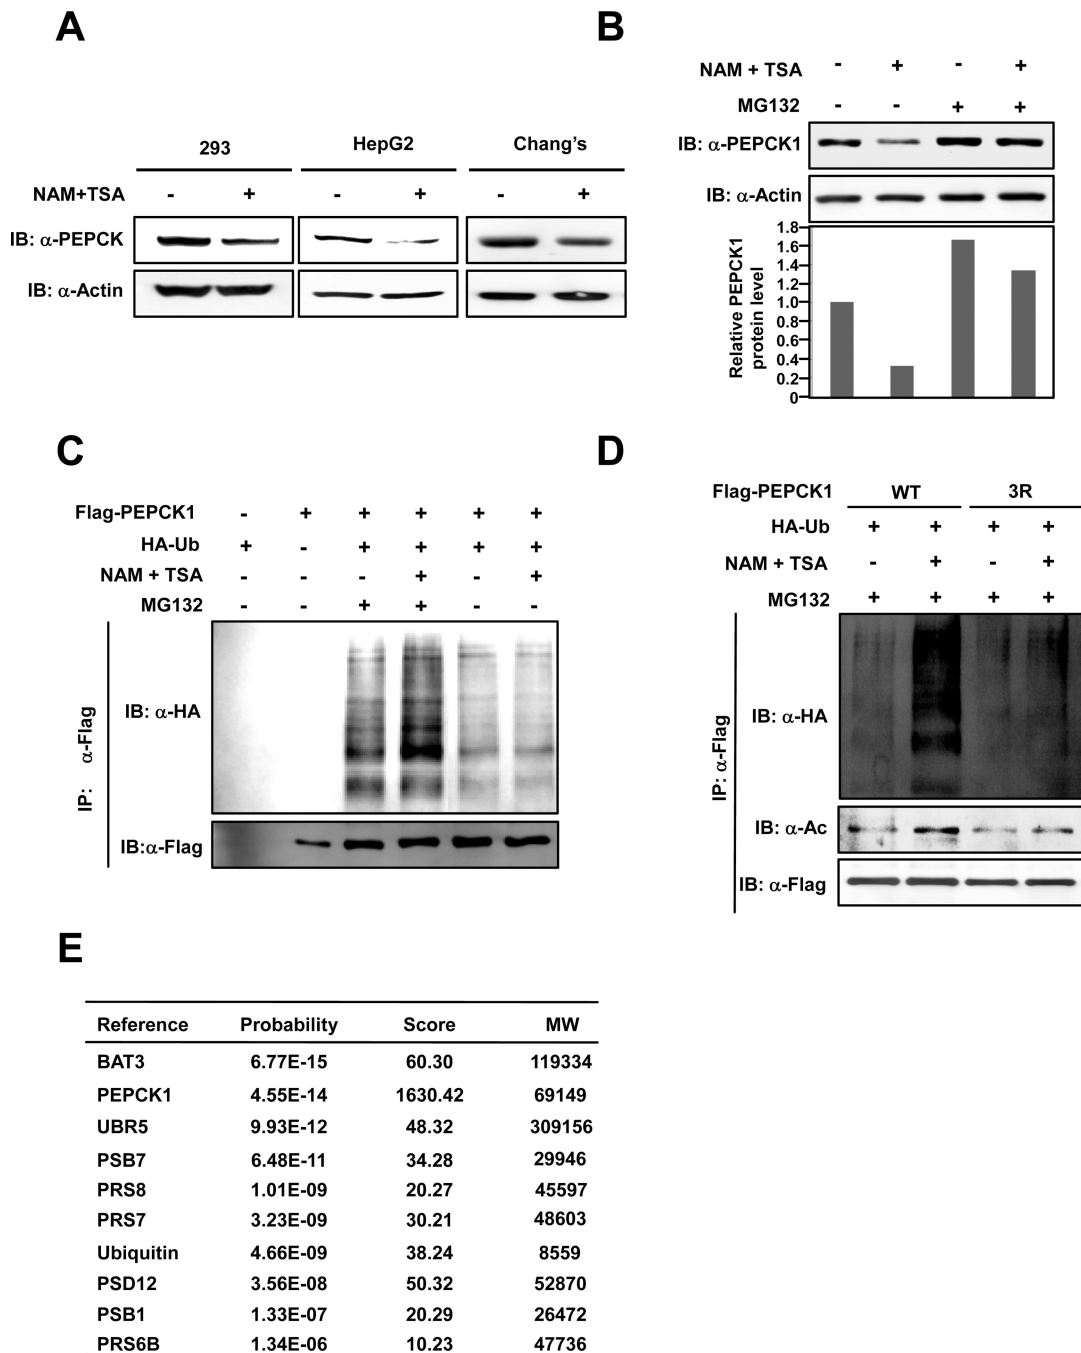 A
293 HepG2 Chang's
NAM+TSA - + - + - +
IB: α-PEPCK
IB: α-Actin
B
NAM + TSA - + - +
MG132 - - + +
IB: α-PEPCK1
IB: α-Actin
Relative PEPCK1
protein level
1.8
1.6
1.4
1.2
1.0
0.8
0.6
0.4
0.2
0
C
Flag-PEPCK1 - + + + + +
HA-Ub + - + + + +
NAM + TSA - - - + - +
MG132 - - + + - -
IP: α-Flag
IB: α-HA
IB:α-Flag
D
Flag-PEPCK1 WT 3R
HA-Ub + + + +
NAM + TSA - + - +
MG132 + + + +
IP: α-Flag
IB: α-HA
IB: α-Ac
IB: α-Flag
E
Reference Probability Score MW
BAT3 6.77E-15 60.30 119334
PEPCK1 4.55E-14 1630.42 69149
UBR5 9.93E-12 48.32 309156
PSB7 6.48E-11 34.28 29946
PRS8 1.01E-09 20.27 45597
PRS7 3.23E-09 30.21 48603
Ubiquitin 4.66E-09 38.24 8559
PSD12 3.56E-08 50.32 52870
PSB1 1.33E-07 20.29 26472
PRS6B 1.34E-06 10.23 47736